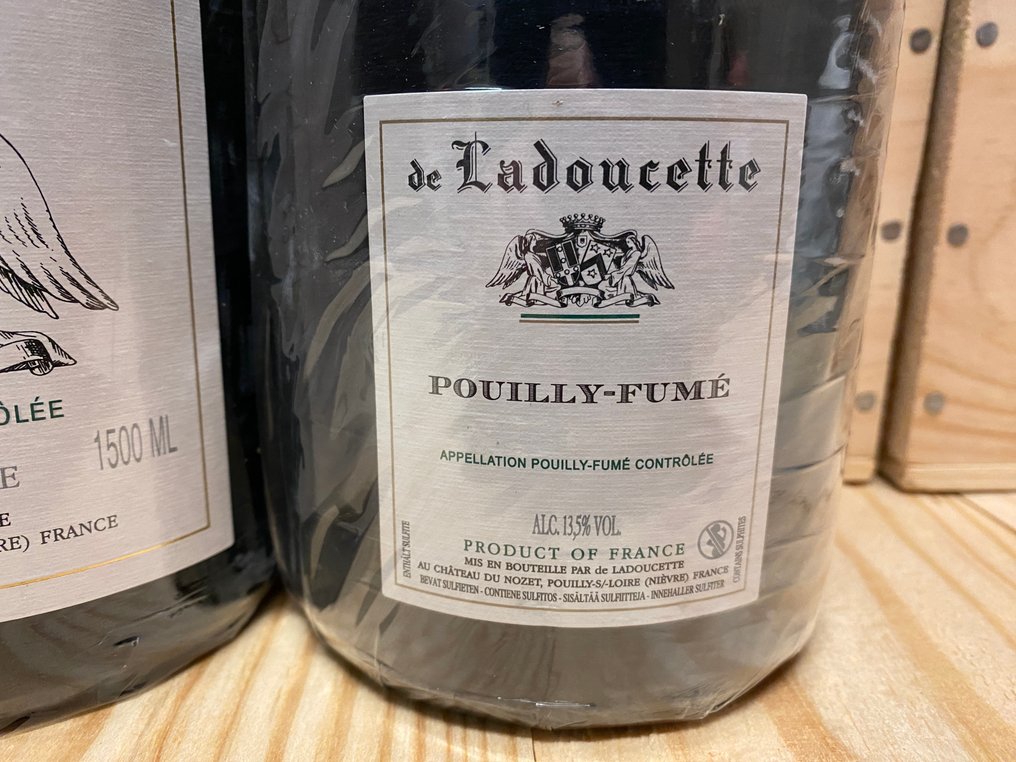 ÔLÉE
1500 ML
E
E
RE) FRANCE
de Ladoucette
POUILLY-FUMÉ
APPELLATION POUILLY-FUMÉ CONTRÔLÉE
ALC. 13,5% VOL.
PRODUCT OF FRANCE
MIS EN BOUTEILLE PAR de LADOUCETTE
AU CHÂTEAU DU NOZET, POUILLY-S/-LOIRE (NIÈVRE) FRANCE
BEVAT SULFIETEN - CONTIENE SULFITOS - SISÄLTÄÄ SULFIITTEJA - INNEHALLER SULFITER
ENTHÄLT SULFITE
CONTAINS SULPHITES